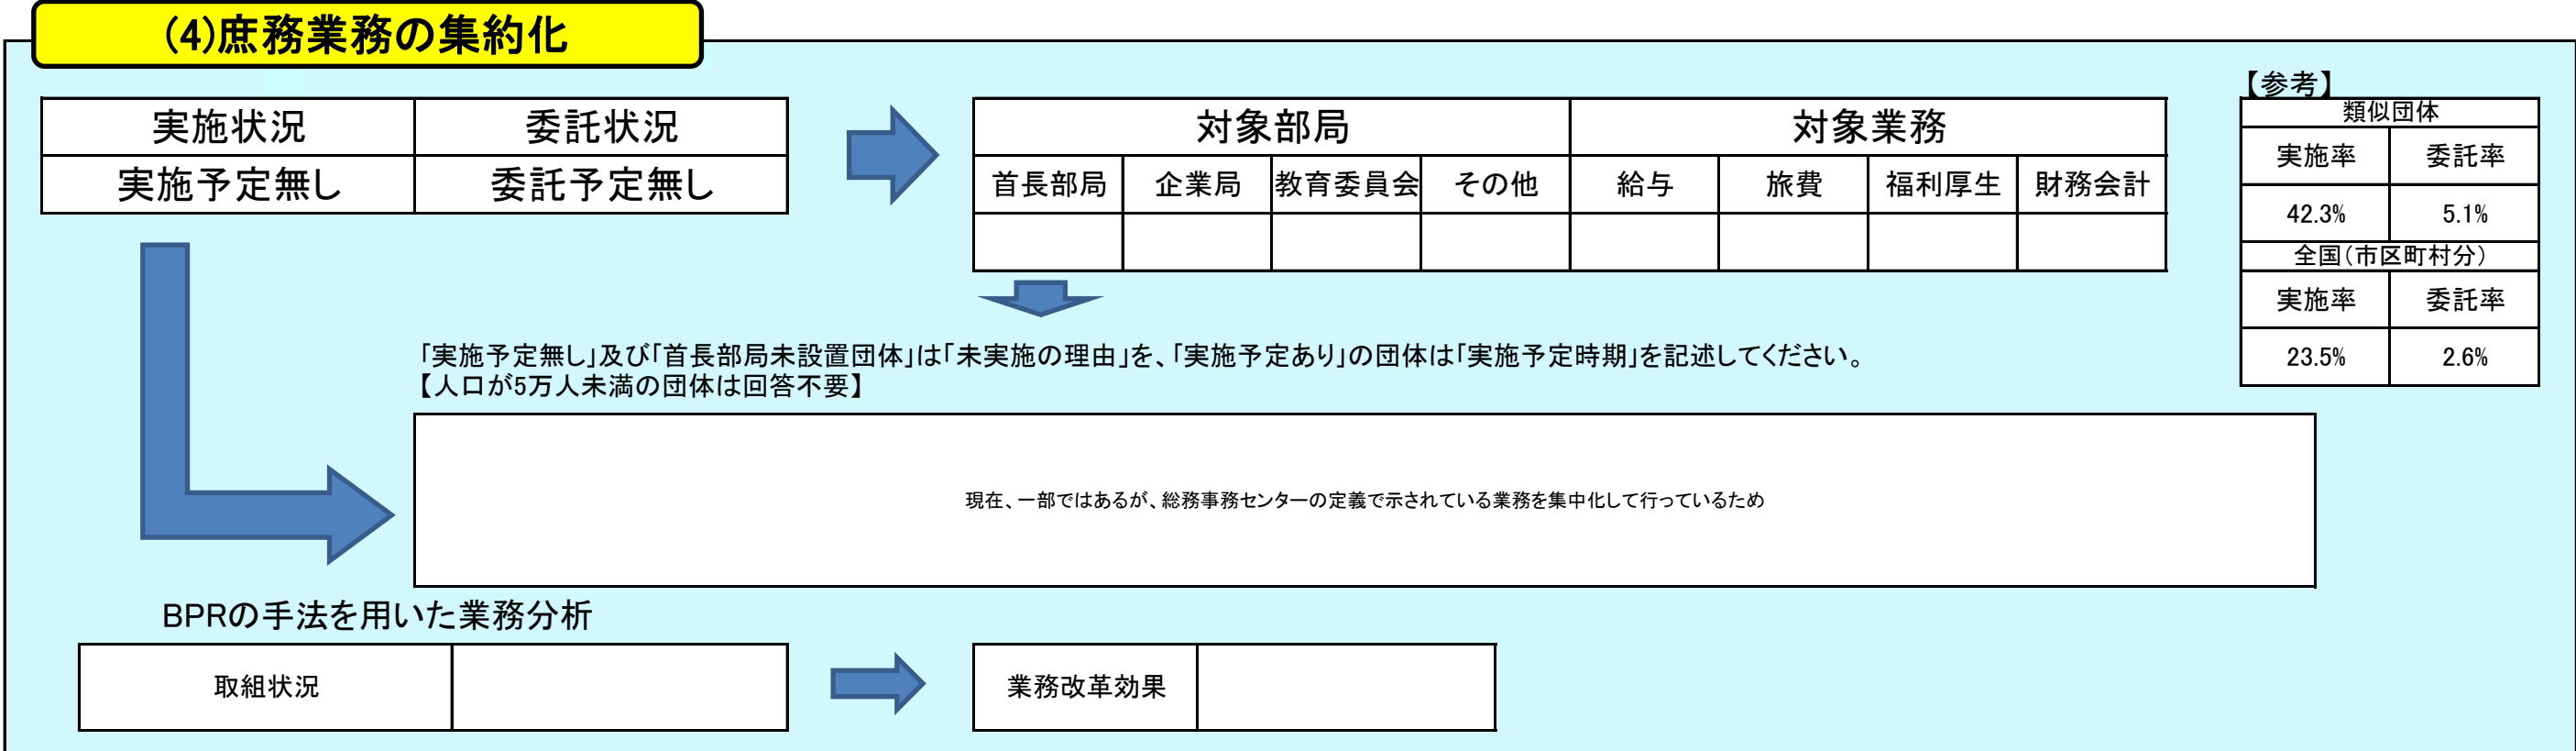 (4)庶務業務の集約化
実施状況 委託状況
実施予定無し 委託予定無し
対象部局 対象業務
首長部局 企業局 教育委員会 その他 給与 旅費 福利厚生 財務会計
【参考】
類似団体
実施率 委託率
42.3% 5.1%
全国(市区町村分)
実施率 委託率
23.5% 2.6%
「実施予定無し」及び「首長部局未設置団体」は「未実施の理由」を、「実施予定あり」の団体は「実施予定時期」を記述してください。
【人口が5万人未満の団体は回答不要】
現在、一部ではあるが、総務事務センターの定義で示されている業務を集中化して行っているため
BPRの手法を用いた業務分析
取組状況
業務改革効果